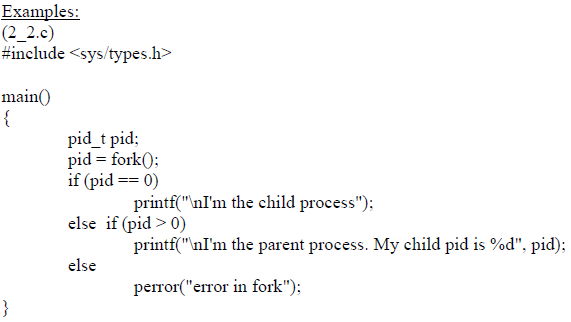 Examples:
(2_2.c)
#include <sys/types.h>
main()
{
pid_t pid;
pid = fork();
if (pid == 0)
printf("\nI'm the child process");
else  if (pid > 0)
printf("\nI'm the parent process. My child pid is %d", pid);
else
perror("error in fork");
}